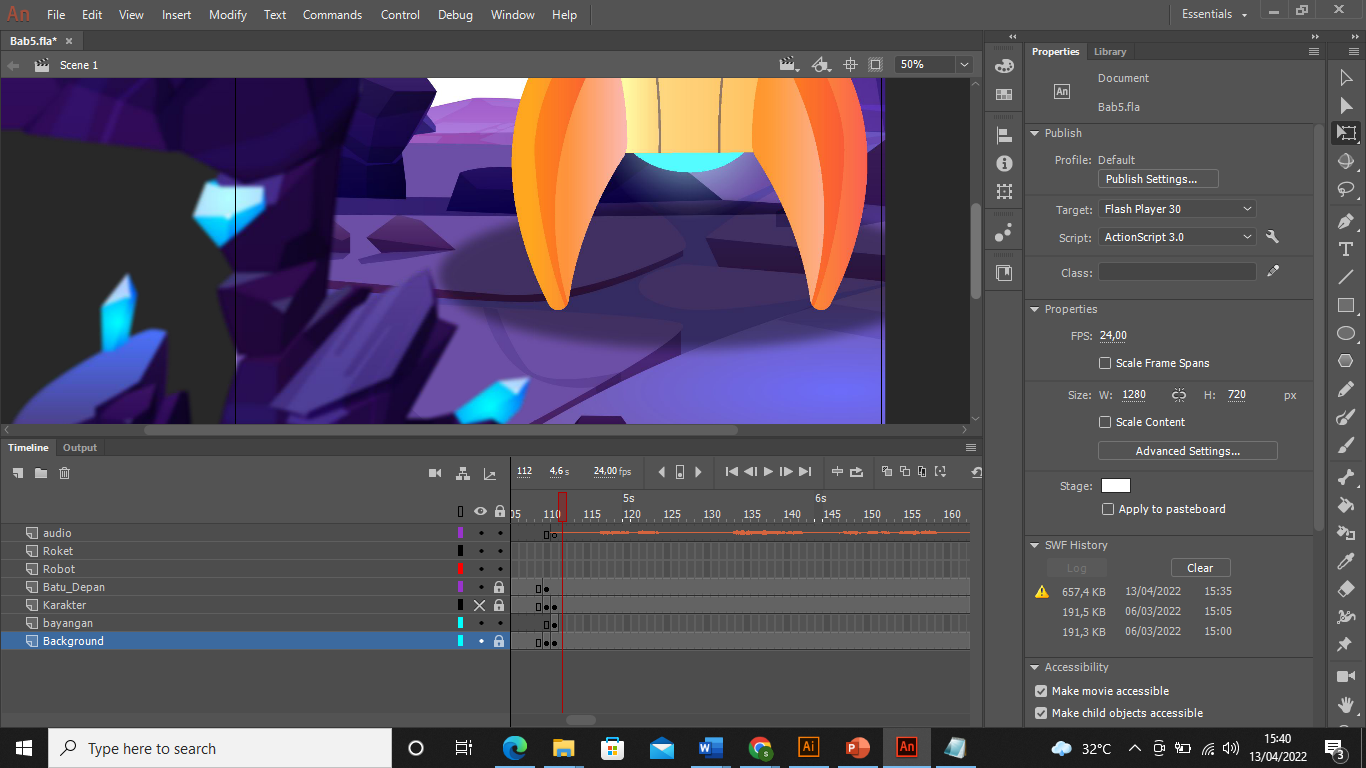 An File Edit View Insert Modify Text Commands Control Debug Window Help Essentials
Bab5.fla* ×
Scene 1 50%
Properties Library
An Document
Bab5.fla
Publish
Profile: Default
Publish Settings...
Target: Flash Player 30
Script: ActionScript 3.0
Class:
Properties
FPS: 24,00
Scale Frame Spans
Size: W: 1280 H: 720 px
Scale Content
Advanced Settings...
Stage:
Apply to pasteboard
SWF History
Log Clear
657,4 KB 13/04/2022 15:35
191,5 KB 06/03/2022 15:05
191,3 KB 06/03/2022 15:00
Accessibility
Make movie accessible
Make child objects accessible
Timeline Output
112 4,6 s 24,00 fps
5s 6s
05 110 115 120 125 130 135 140 145 150 155 160
audio
Roket
Robot
Batu_Depan
Karakter
bayangan
Background
Type here to search
32°C
15:40
13/04/2022
3